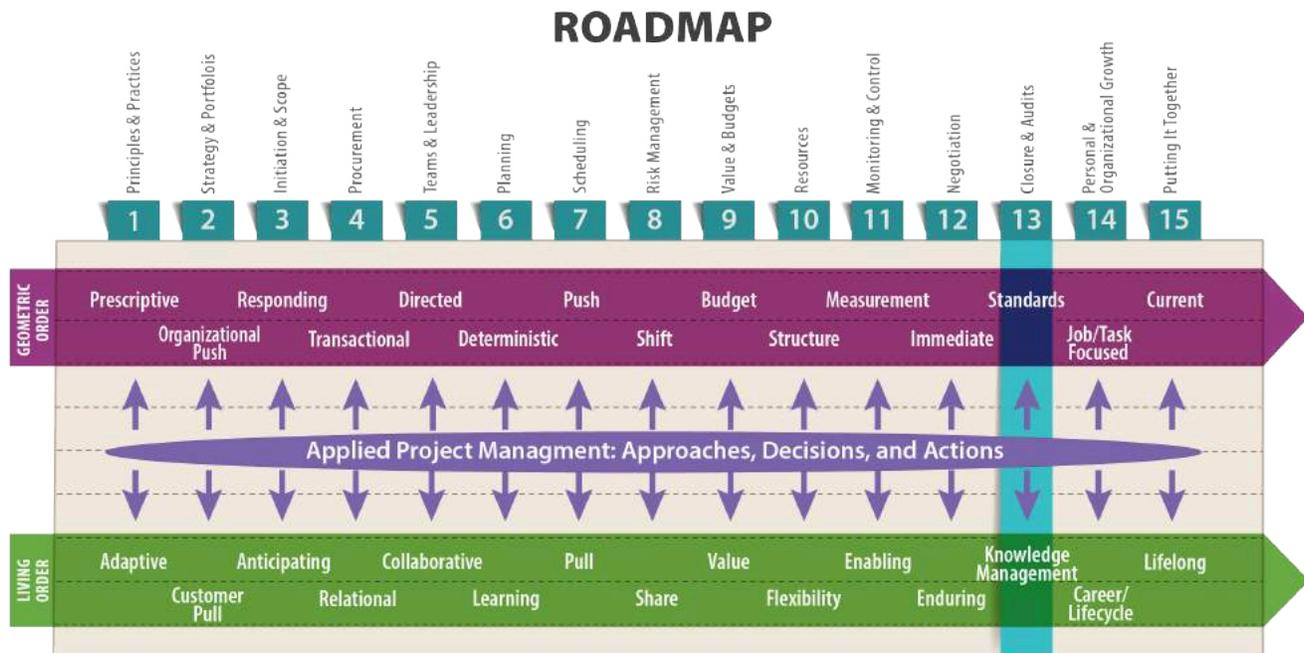 ROADMAP
Principles & Practices
Strategy & Portfolois
Initiation & Scope
Procurement
Teams & Leadership
Planning
Scheduling
Risk Management
Value & Budgets
Resources
Monitoring & Control
Negotiation
Closure & Audits
Personal &
Organizational Growth
Putting It Together
1 2 3 4 5 6 7 8 9 10 11 12 13 14 15
GEOMETRIC
ORDER
Prescriptive Responding Directed Push Budget Measurement Standards Current
Organizational
Push
Transactional Deterministic Shift Structure Immediate
Job/Task
Focused
Applied Project Managment: Approaches, Decisions, and Actions
LIVING
ORDER
Adaptive Anticipating Collaborative Pull Value Enabling
Knowledge
Management
Lifelong
Customer
Pull
Relational Learning Share Flexibility Enduring
Career/
Lifecycle